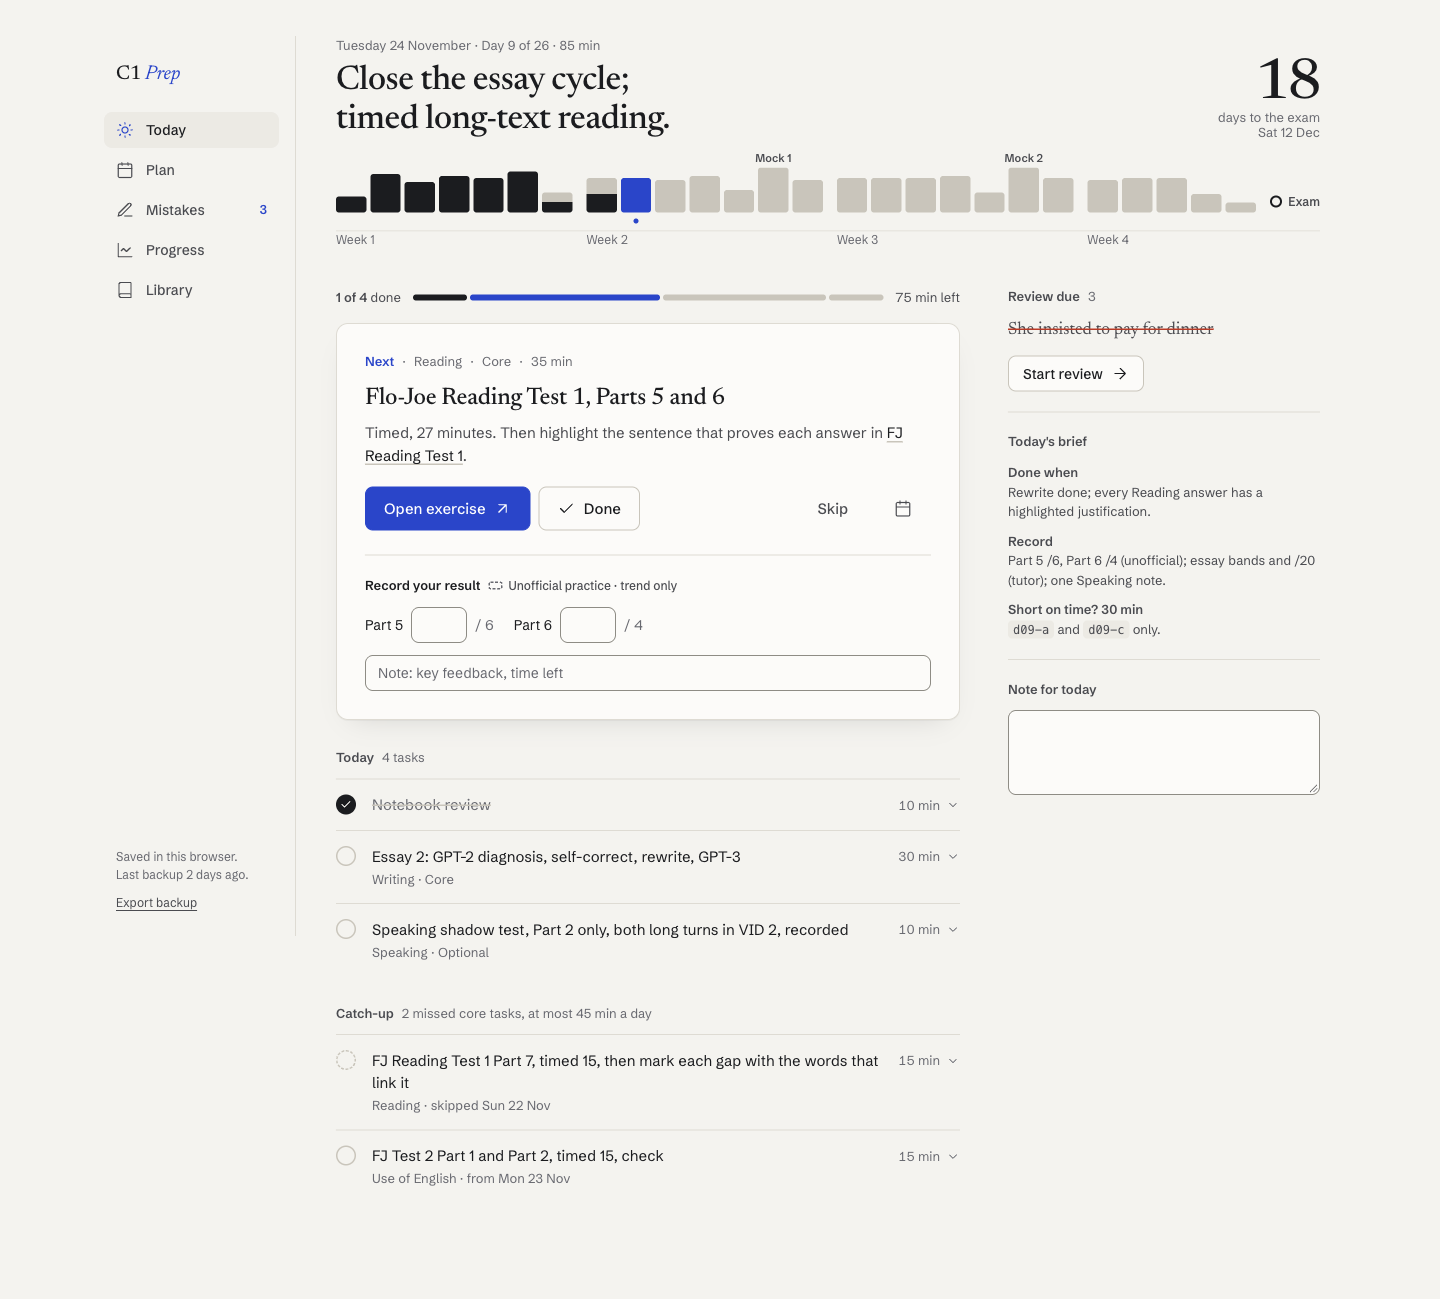 C1 Prep
Today
Plan
Mistakes 3
Progress
Library
Saved in this browser.
Last backup 2 days ago.
Export backup
Tuesday 24 November · Day 9 of 26 · 85 min
Close the essay cycle;
timed long-text reading.
18
days to the exam
Sat 12 Dec
Mock 1
Mock 2
Exam
Week 1
Week 2
Week 3
Week 4
1 of 4 done
75 min left
Next · Reading · Core · 35 min
Flo-Joe Reading Test 1, Parts 5 and 6
Timed, 27 minutes. Then highlight the sentence that proves each answer in FJ
Reading Test 1.
Open exercise
Done
Skip
Record your result Unofficial practice · trend only
Part 5 / 6 Part 6 / 4
Note: key feedback, time left
Today 4 tasks
Notebook review 10 min
Essay 2: GPT-2 diagnosis, self-correct, rewrite, GPT-3 30 min
Writing · Core
Speaking shadow test, Part 2 only, both long turns in VID 2, recorded 10 min
Speaking · Optional
Catch-up 2 missed core tasks, at most 45 min a day
FJ Reading Test 1 Part 7, timed 15, then mark each gap with the words that 15 min
link it
Reading · skipped Sun 22 Nov
FJ Test 2 Part 1 and Part 2, timed 15, check 15 min
Use of English · from Mon 23 Nov
Review due 3
She insisted to pay for dinner
Start review
Today's brief
Done when
Rewrite done; every Reading answer has a
highlighted justification.
Record
Part 5 /6, Part 6 /4 (unofficial); essay bands and /20
(tutor); one Speaking note.
Short on time? 30 min
d09-a and d09-c only.
Note for today